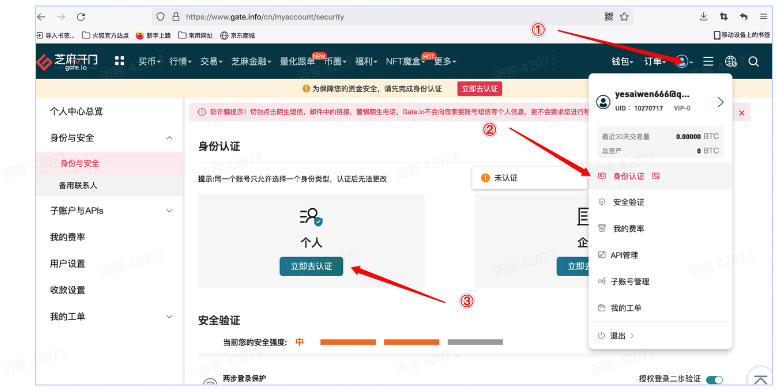 https://www.gate.info/cn/myaccount/security
导入书签... 火狐官方站点 新手上路 常用网址 京东商城 移动设备上的书签
①
芝麻开门
gate.io
买币 行情 交易 芝麻金融 量化跟单 NEW 币圈 福利 NFT魔盒 HOT 更多 钱包 订单
为保障您的资金安全，请先完成身份认证 立即去认证
个人中心总览
身份与安全
身份与安全
备用联系人
子账户与APIs
我的费率
用户设置
收款设置
我的工单
防诈骗提示！切勿点击陌生短信，邮件中的链接，警惕陌生电话，Gate.io不会向您索要账号短信等个人信息，更不会要求您进行
身份认证
②
提示:同一个账号只允许选择一个身份类型，认证后无法更改
未认证
个人
立即去认证
企
立即去
③
安全验证
当前您的安全强度: 中
两步登录保护
授权登录二步验证
yesaiwen666@q...
UID：10270717 VIP-0
最近30天交易量 0.00000 BTC
总资产 0 BTC
身份认证
安全验证
我的费率
API管理
子账号管理
我的工单
退出
访客 42073